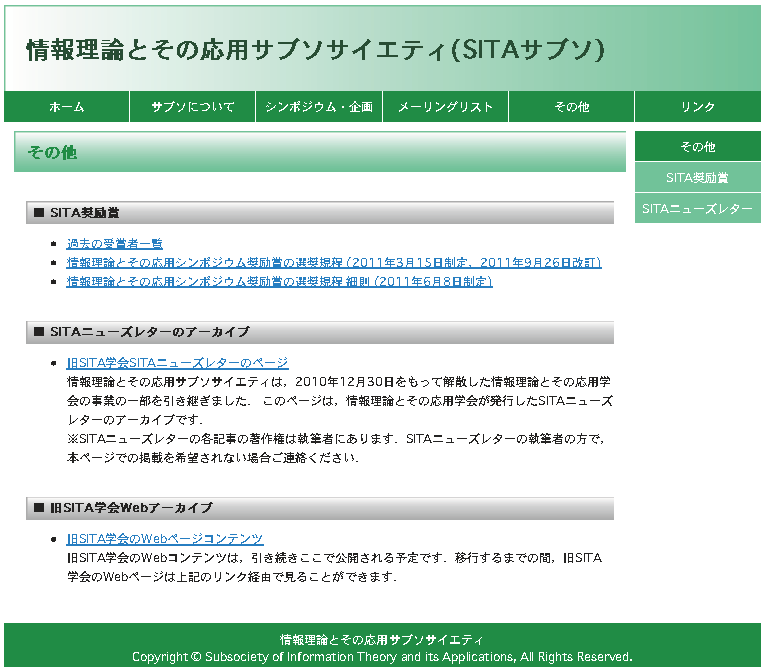 情報理論とその応用サブソサイエティ(SITAサブソ)
ホーム サブソについて シンポジウム・企画 メーリングリスト その他 リンク
その他
■ SITA奨励賞
過去の受賞者一覧
情報理論とその応用シンポジウム奨励賞の選奨規程 (2011年3月15日制定，2011年9月26日改訂)
情報理論とその応用シンポジウム奨励賞の選奨規程 細則 (2011年6月8日制定)
■ SITAニューズレターのアーカイブ
旧SITA学会SITAニューズレターのページ
情報理論とその応用サブソサイエティは，2010年12月30日をもって解散した情報理論とその応用学
会の事業の一部を引き継ぎました． このページは，情報理論とその応用学会が発行したSITAニューズ
レターのアーカイブです．
※SITAニューズレターの各記事の著作権は執筆者にあります．SITAニューズレターの執筆者の方で，
本ページでの掲載を希望されない場合ご連絡ください．
■ 旧SITA学会Webアーカイブ
旧SITA学会のWebページコンテンツ
旧SITA学会のWebコンテンツは，引き続きここで公開される予定です．移行するまでの間，旧SITA
学会のWebページは上記のリンク経由で見ることができます．
その他
SITA奨励賞
SITAニューズレター
情報理論とその応用サブソサイエティ
Copyright © Subsociety of Information Theory and its Applications, All Rights Reserved.